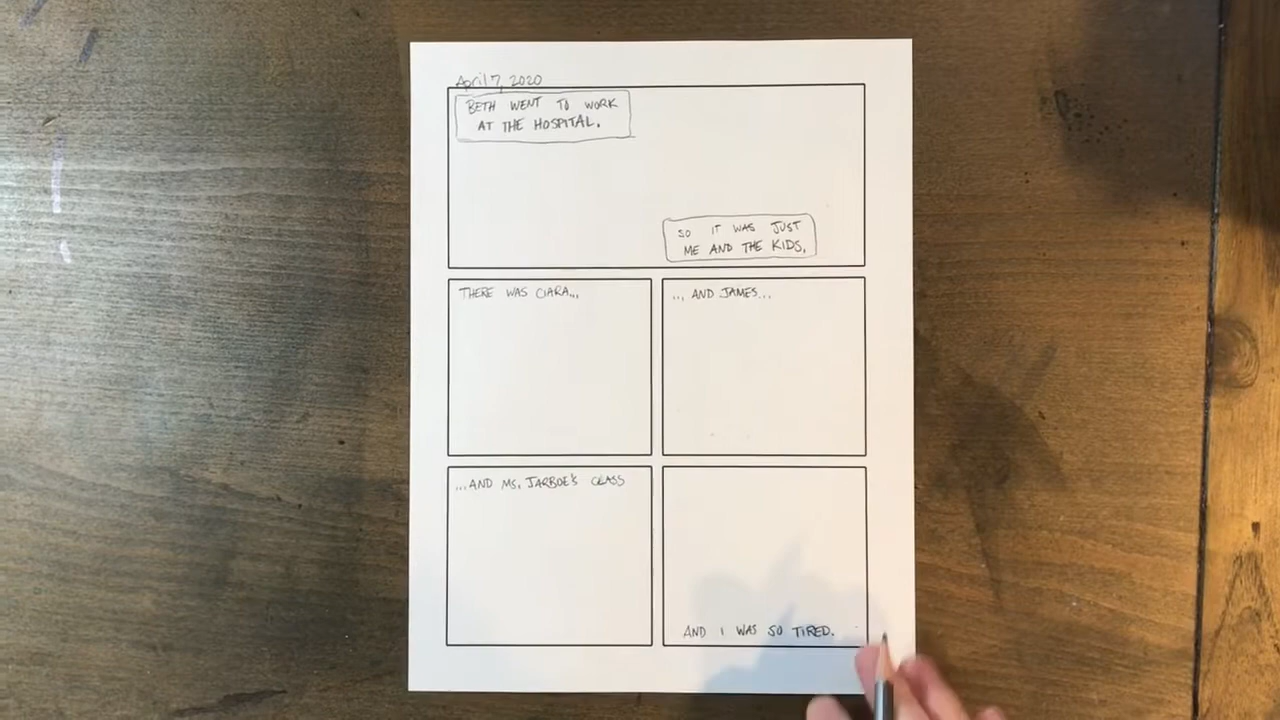 April 7, 2020
BETH WENT TO WORK
AT THE HOSPITAL.
SO IT WAS JUST
ME AND THE KIDS.
THERE WAS CIARA...
... AND JAMES...
...AND MS. JARBOE'S CLASS
AND I WAS SO TIRED.